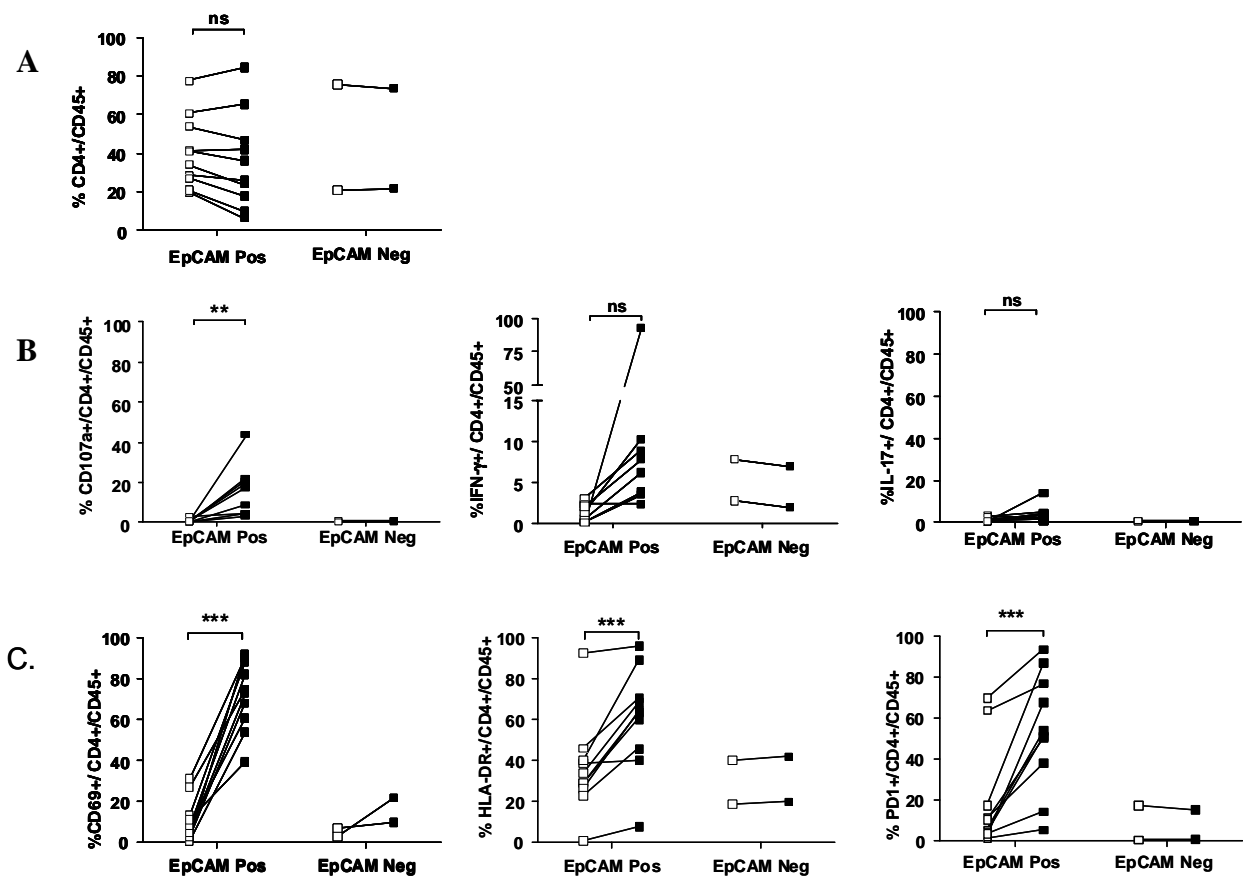 A
ns
% CD4+/CD45+
100
80
60
40
20
0
EpCAM Pos EpCAM Neg
B
**
% CD107a+/CD4+/CD45+
100
80
60
40
20
0
EpCAM Pos EpCAM Neg
ns
%IFN-γ+/ CD4+/CD45+
100
75
50
15
10
5
0
EpCAM Pos EpCAM Neg
ns
%IL-17+/ CD4+/CD45+
100
80
60
40
20
0
EpCAM Pos EpCAM Neg
C.
***
%CD69+/ CD4+/CD45+
100
80
60
40
20
0
EpCAM Pos EpCAM Neg
***
% HLA-DR+/CD4+/CD45+
100
80
60
40
20
0
EpCAM Pos EpCAM Neg
***
% PD1+/CD4+/CD45+
100
80
60
40
20
0
EpCAM Pos EpCAM Neg